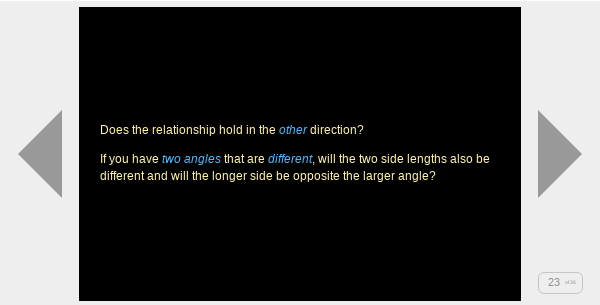 Does the relationship hold in the other direction?
If you have two angles that are different, will the two side lengths also be
different and will the longer side be opposite the larger angle?
23 of 36